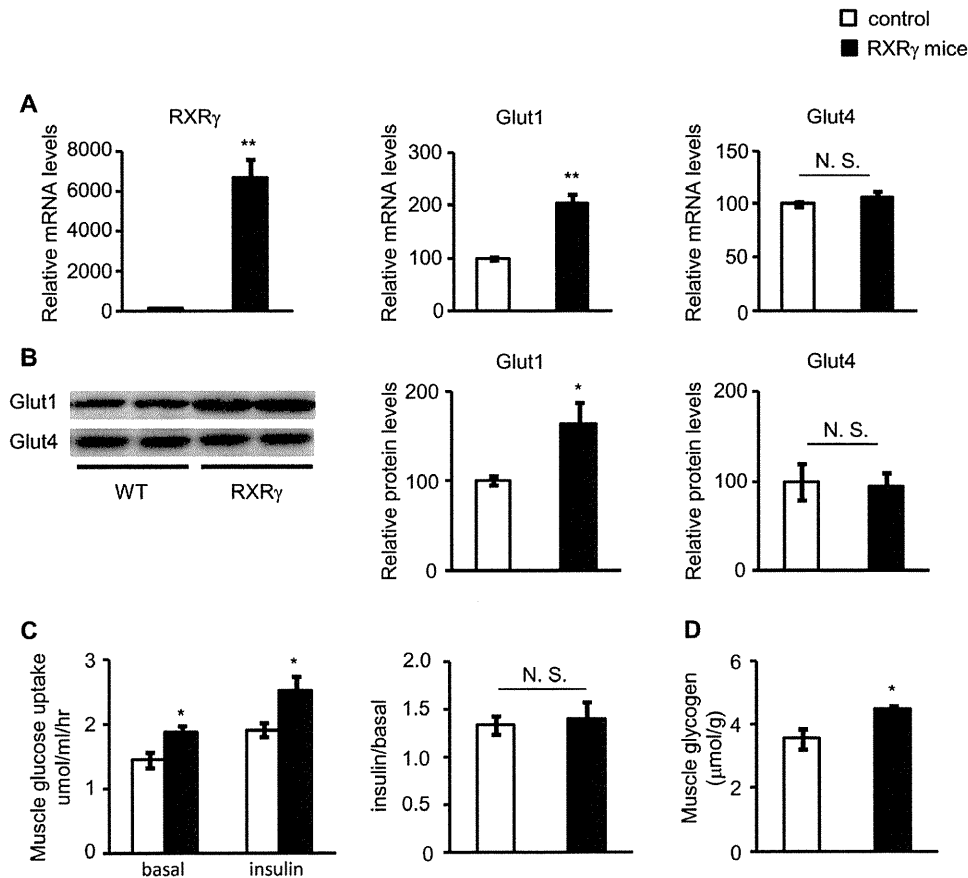 control
RXRγ mice
A
RXRγ
Relative mRNA levels
8000
6000
4000
2000
0
**
Glut1
Relative mRNA levels
300
200
100
0
**
Glut4
Relative mRNA levels
150
100
50
0
N. S.
B
Glut1
Glut4
WT
RXRγ
Glut1
Relative protein levels
200
100
0
*
Glut4
Relative protein levels
200
100
0
N. S.
C
Muscle glucose uptake
umol/ml/hr
3
2
1
0
*
*
basal
insulin
insulin/basal
2.0
1.5
1.0
0.5
0
N. S.
D
Muscle glycogen
(μmol/g)
6
4
2
0
*